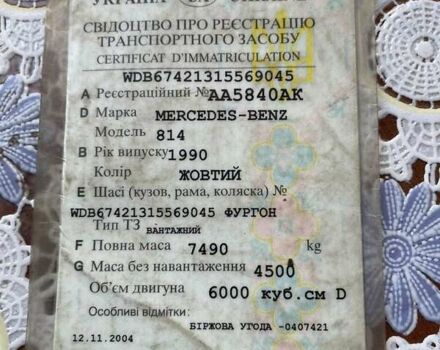 СВІДОЦТВО ПРО РЕЄСТРАЦІЮ
ТРАНСПОРТНОГО ЗАСОБУ
CERTIFICAT D'IMMATRICULATION
WDB67421315569045
A Реєстраційний № AA5840AK
D Марка MERCEDES-BENZ
Модель 814
B Рік випуску 1990
Колір ЖОВТИЙ
E Шасі (кузов, рама, коляска) №
WDB67421315569045 ФУРГОН
Тип ТЗ ВАНТАЖНИЙ
F Повна маса 7490 kg
G Маса без навантаження 4500
Об'єм двигуна 6000 куб.см D
Особливі відмітки:
БІРЖОВА УГОДА -0407421
12.11.2004